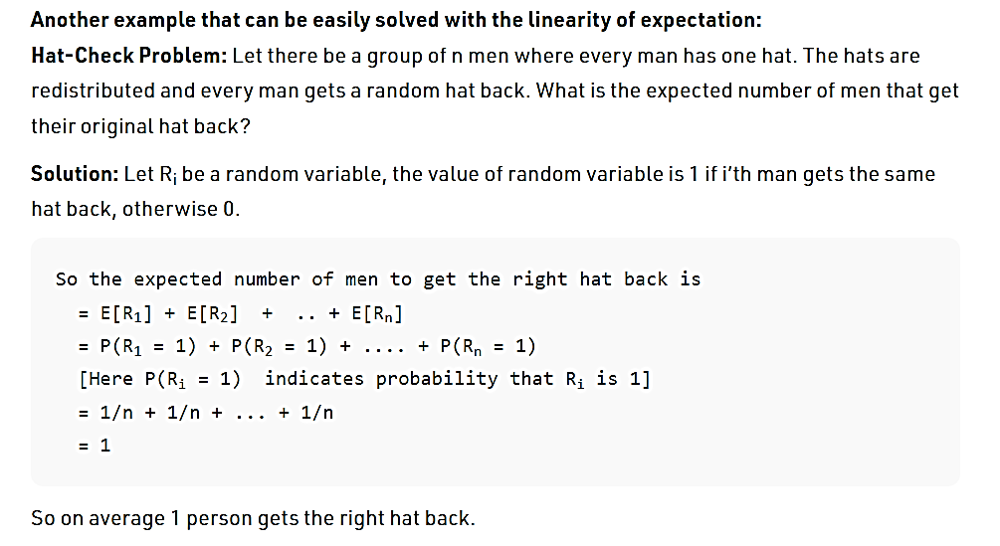 Another example that can be easily solved with the linearity of expectation:
Hat-Check Problem: Let there be a group of n men where every man has one hat. The hats are
redistributed and every man gets a random hat back. What is the expected number of men that get
their original hat back?
Solution: Let Rᵢ be a random variable, the value of random variable is 1 if i’th man gets the same
hat back, otherwise 0.
So the expected number of men to get the right hat back is
= E[R₁] + E[R₂] + .. + E[Rₙ]
= P(R₁ = 1) + P(R₂ = 1) + .... + P(Rₙ = 1)
[Here P(Rᵢ = 1) indicates probability that Rᵢ is 1]
= 1/n + 1/n + ... + 1/n
= 1
So on average 1 person gets the right hat back.